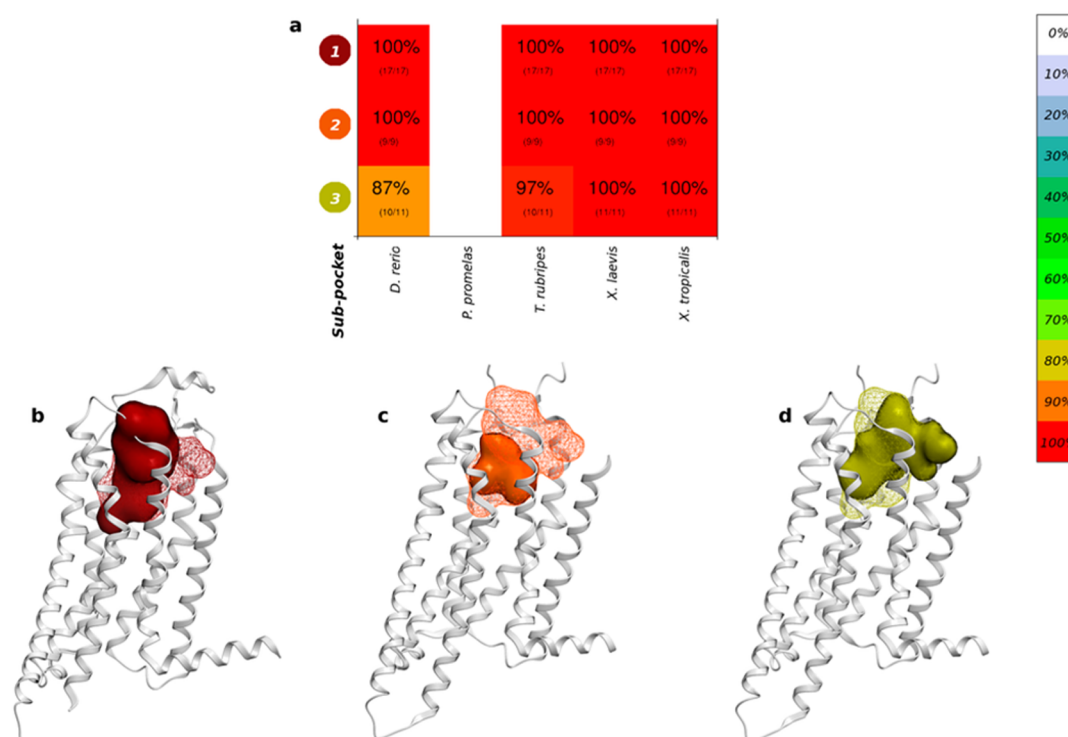 a
1 100% 100% 100% 100%
(17/17) (17/17) (17/17) (17/17)
2 100% 100% 100% 100%
(9/9) (9/9) (9/9) (9/9)
3 87% 97% 100% 100%
(10/11) (10/11) (11/11) (11/11)
Sub-pocket
D. rerio
P. promelas
T. rubripes
X. laevis
X. tropicalis
0%
10%
20%
30%
40%
50%
60%
70%
80%
90%
100%
b
c
d